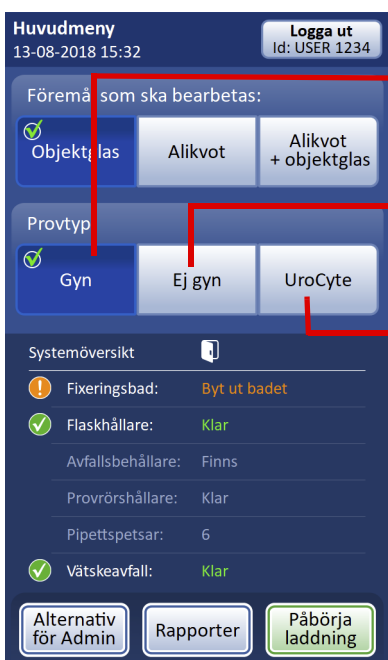 Huvudmeny
13-08-2018 15:32
Logga ut
Id: USER 1234
Föremål som ska bearbetas:
Objektglas
Alikvot
Alikvot
+ objektglas
Provtyp
Gyn
Ej gyn
UroCyte
Systemöversikt
Fixeringsbad: Byt ut badet
Flaskhållare: Klar
Avfallsbehållare: Finns
Provrörshållare: Klar
Pipettspetsar: 6
Vätskeavfall: Klar
Alternativ
för Admin
Rapporter
Påbörja
laddning